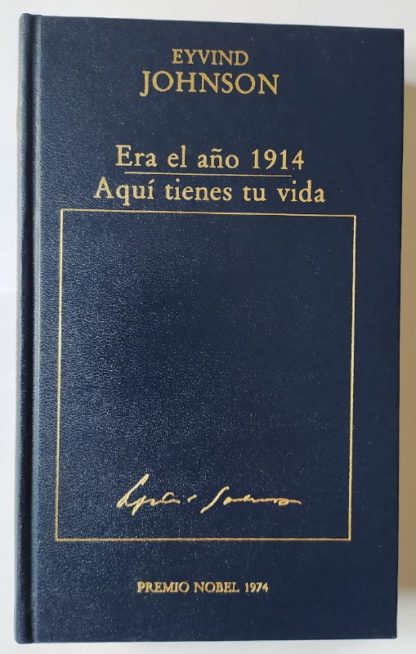 EYVIND
JOHNSON
Era el año 1914
Aquí tienes tu vida
PREMIO NOBEL 1974